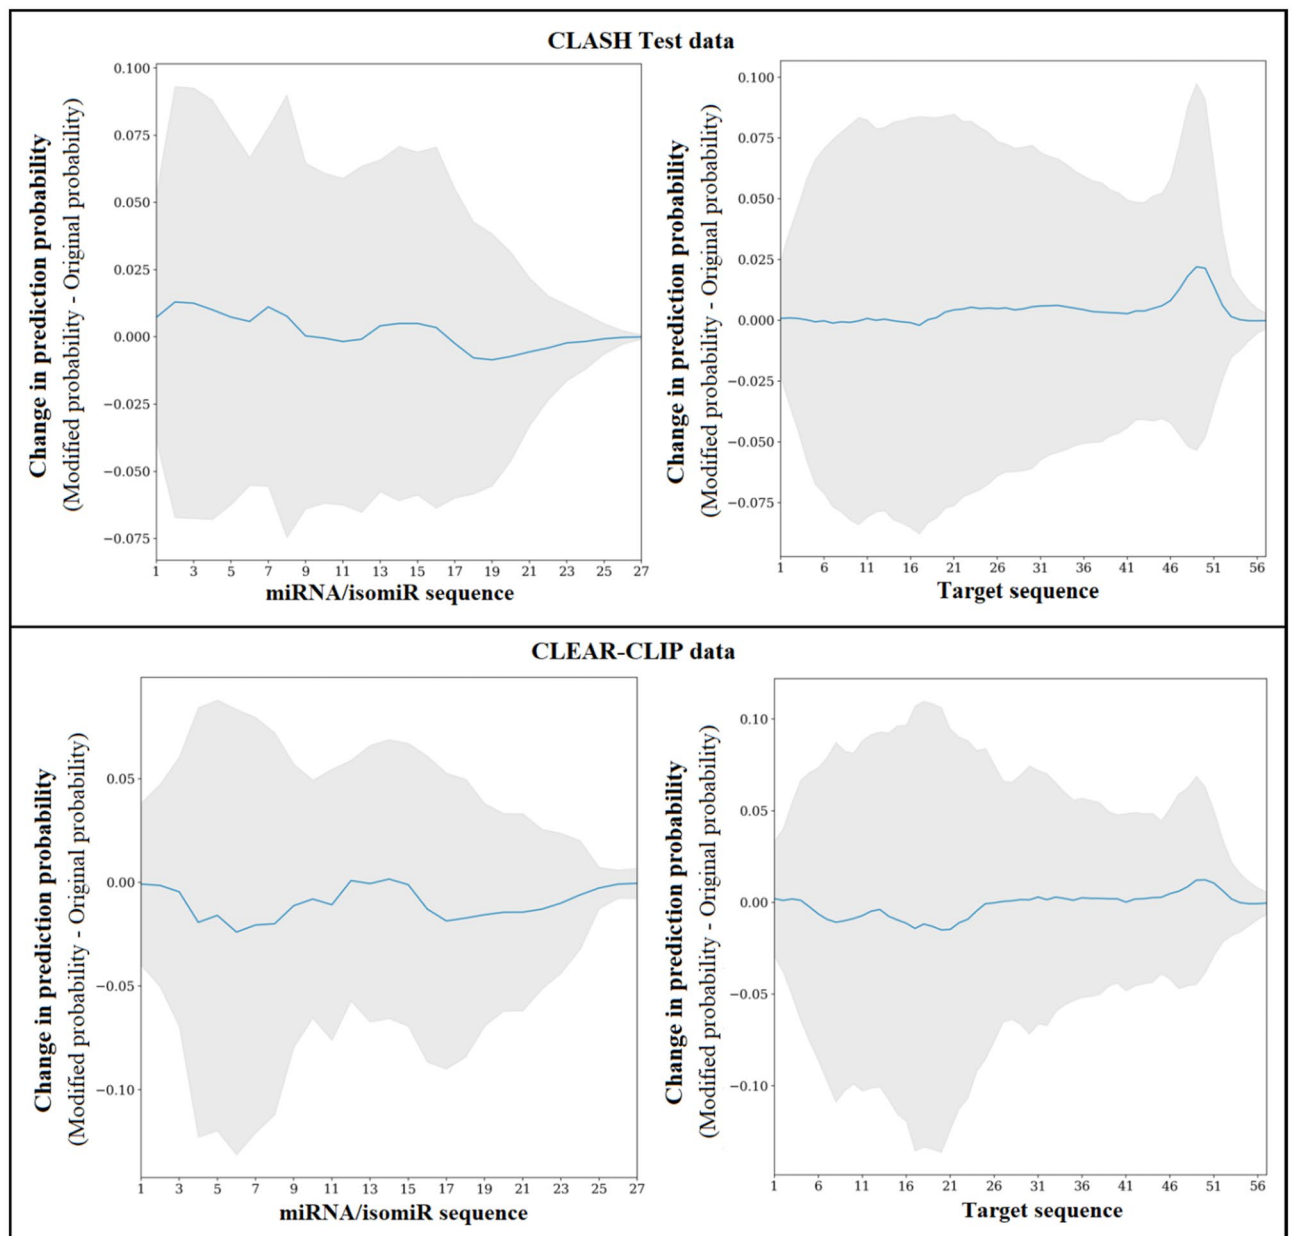 CLASH Test data
Change in prediction probability
(Modified probability - Original probability)
0.100
0.075
0.050
0.025
0.000
−0.025
−0.050
−0.075
1 3 5 7 9 11 13 15 17 19 21 23 25 27
miRNA/isomiR sequence
Change in prediction probability
(Modified probability - Original probability)
0.100
0.075
0.050
0.025
0.000
−0.025
−0.050
−0.075
1 6 11 16 21 26 31 36 41 46 51 56
Target sequence
CLEAR-CLIP data
Change in prediction probability
(Modified probability - Original probability)
0.05
0.00
−0.05
−0.10
1 3 5 7 9 11 13 15 17 19 21 23 25 27
miRNA/isomiR sequence
Change in prediction probability
(Modified probability - Original probability)
0.10
0.05
0.00
−0.05
−0.10
1 6 11 16 21 26 31 36 41 46 51 56
Target sequence